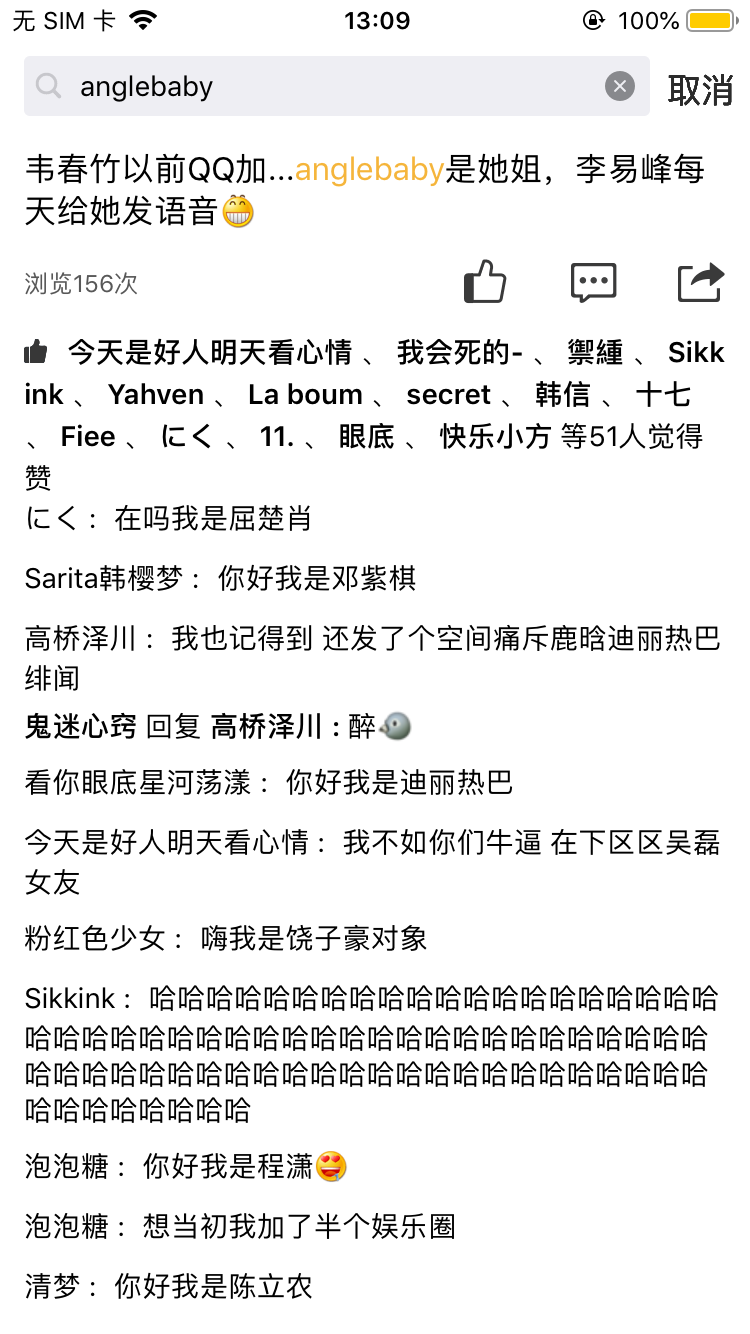 无 SIM 卡
13:09
100%
anglebaby
取消
韦春竹以前QQ加...anglebaby是她姐，李易峰每
天给她发语音😁
浏览156次
今天是好人明天看心情 、 我会死的- 、 禦緟 、 Sikk
ink 、 Yahven 、 La boum 、 secret 、 韩信 、 十七
、 Fiee 、 にく 、 11. 、 眼底 、 快乐小方 等51人觉得
赞
にく： 在吗我是屈楚肖
Sarita韩樱梦： 你好我是邓紫棋
高桥泽川： 我也记得到 还发了个空间痛斥鹿晗迪丽热巴
绯闻
鬼迷心窍 回复 高桥泽川 : 醉
看你眼底星河荡漾： 你好我是迪丽热巴
今天是好人明天看心情： 我不如你们牛逼 在下区区吴磊
女友
粉红色少女： 嗨我是饶子豪对象
Sikkink： 哈哈哈哈哈哈哈哈哈哈哈哈哈哈哈哈哈哈哈哈
哈哈哈哈哈哈哈哈哈哈哈哈哈哈哈哈哈哈哈哈哈哈哈哈
哈哈哈哈哈哈哈哈哈哈哈哈哈哈哈哈哈哈哈哈哈哈哈哈
哈哈哈哈哈哈哈哈
泡泡糖： 你好我是程潇😍
泡泡糖： 想当初我加了半个娱乐圈
清梦： 你好我是陈立农